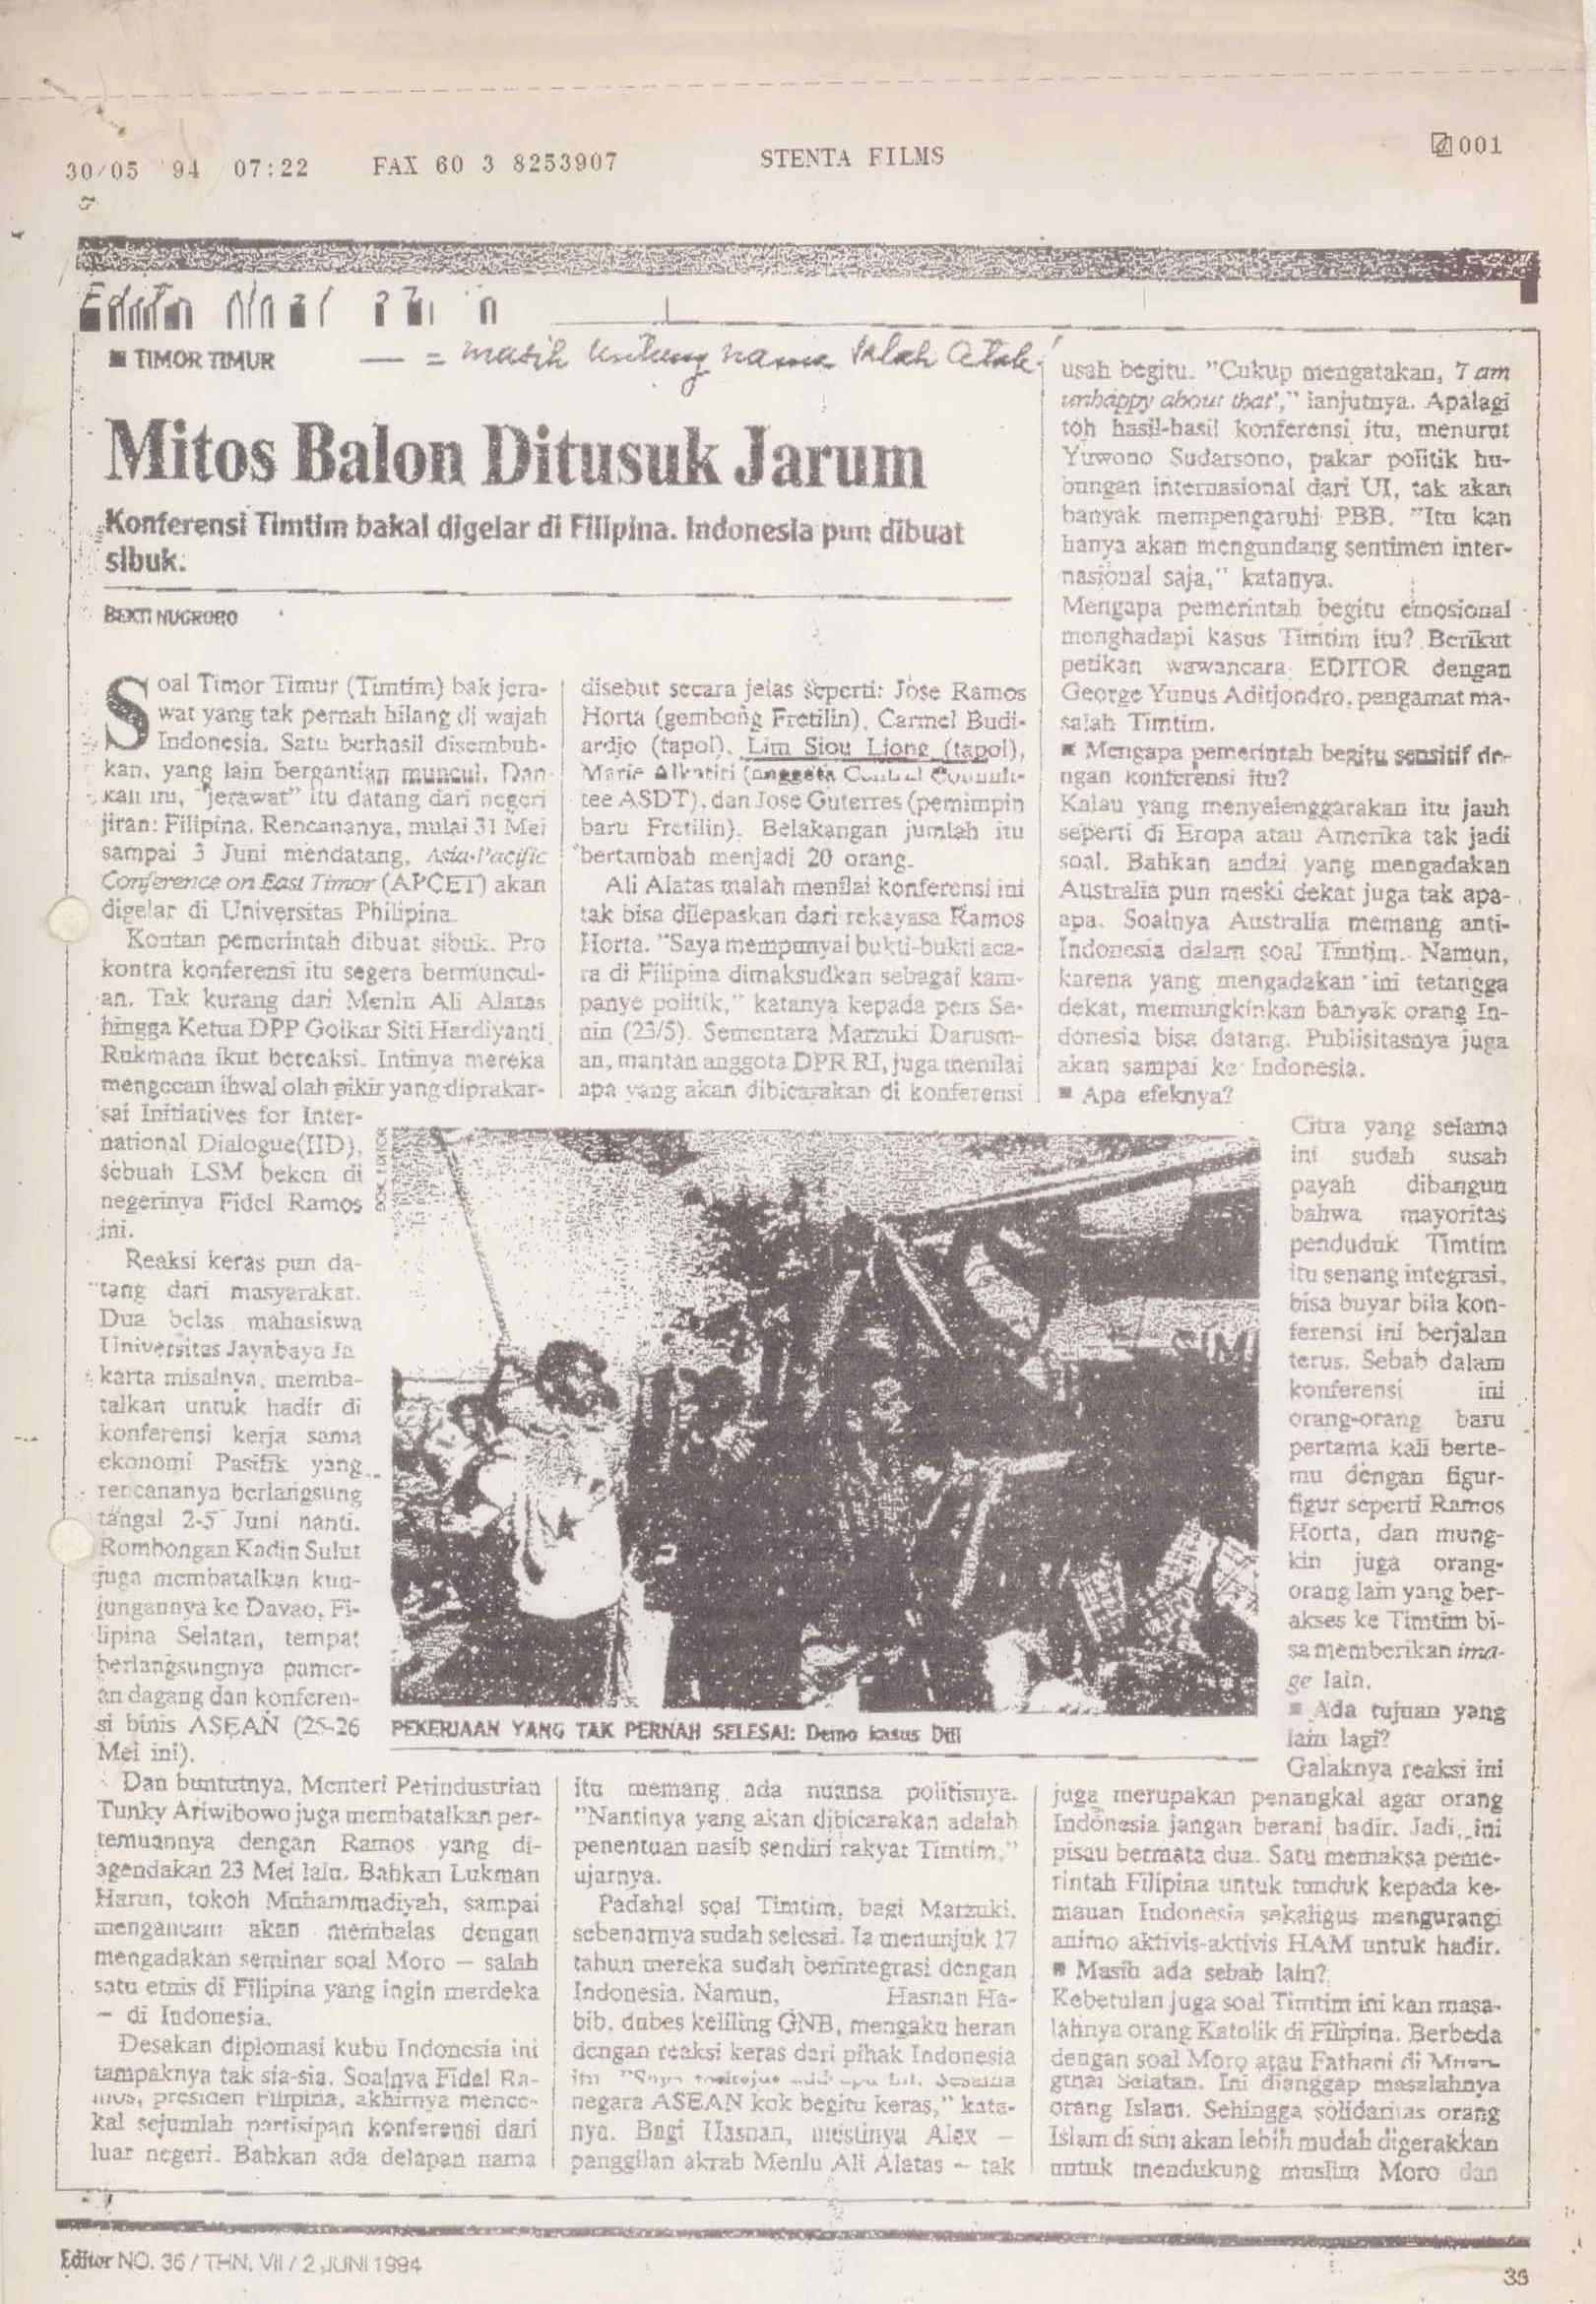 30/05 '94 07:22 FAX 60 3 8253907 STENTA FILMS 001
TIMOR TIMUR — = masih untung nama salah cetak!
Mitos Balon Ditusuk Jarum
Konferensi Timtim bakal digelar di Filipina. Indonesia pun dibuat
sibuk.
BEKTI NUGROHO
Soal Timor Timur (Timtim) bak jera-
wat yang tak pernah hilang di wajah
Indonesia. Satu berhasil disembuh-
kan, yang lain bergantian muncul. Dan
kali ini, "jerawat" itu datang dari negeri
jiran: Filipina. Rencananya, mulai 31 Mei
sampai 3 Juni mendatang, Asia-Pacific
Conference on East Timor (APCET) akan
digelar di Universitas Philipina.
Kontan pemerintah dibuat sibuk. Pro
kontra konferensi itu segera bermuncul-
an. Tak kurang dari Menlu Ali Alatas
hingga Ketua DPP Golkar Siti Hardiyanti
Rukmana ikut bereaksi. Intinya mereka
mengecam ihwal olah pikir yang diprakar-
sai Initiatives for Inter-
national Dialogue(IID),
sebuah LSM beken di
negerinya Fidel Ramos
ini.
Reaksi keras pun da-
tang dari masyarakat.
Dua belas mahasiswa
Universitas Jayabaya Ja
karta misalnya, memba-
talkan untuk hadir di
konferensi kerja sama
ekonomi Pasifik yang
rencananya berlangsung
tanggal 2-5 Juni nanti.
Rombongan Kadin Sulut
juga membatalkan kun-
jungannya ke Davao, Fi-
lipina Selatan, tempat
berlangsungnya pamer-
an dagang dan konferen-
si binis ASEAN (25-26
Mei ini).
Dan buntutnya, Menteri Perindustrian
Tunky Ariwibowo juga membatalkan per-
temuannya dengan Ramos yang di-
agendakan 23 Mei lalu. Bahkan Lukman
Harun, tokoh Muhammadiyah, sampai
mengancam akan membalas dengan
mengadakan seminar soal Moro — salah
satu etnis di Filipina yang ingin merdeka
— di Indonesia.
Desakan diplomasi kubu Indonesia ini
tampaknya tak sia-sia. Soalnya Fidel Ra-
mos, presiden Filipina, akhirnya mence-
kal sejumlah partisipan konferensi dari
luar negeri. Bahkan ada delapan nama
disebut secara jelas seperti: Jose Ramos
Horta (gembong Fretilin), Carmel Budi-
ardjo (tapol), Lim Siou Liong (tapol),
Marie Alkatiri (anggota Central Commit-
tee ASDT), dan Jose Guterres (pemimpin
baru Fretilin). Belakangan jumlah itu
bertambah menjadi 20 orang.
Ali Alatas malah menilai konferensi ini
tak bisa dilepaskan dari rekayasa Ramos
Horta. "Saya mempunyai bukti-bukti aca-
ra di Filipina dimaksudkan sebagai kam-
panye politik," katanya kepada pers Se-
nin (23/5). Sementara Marzuki Darusm-
an, mantan anggota DPR RI, juga menilai
apa yang akan dibicarakan di konferensi
PEKERJAAN YANG TAK PERNAH SELESAI: Demo kasus Dili
itu memang ada nuansa politisnya.
"Nantinya yang akan dibicarakan adalah
penentuan nasib sendiri rakyat Timtim,"
ujarnya.
Padahal soal Timtim, bagi Marzuki,
sebenarnya sudah selesai. Ia menunjuk 17
tahun mereka sudah berintegrasi dengan
Indonesia. Namun, Hasnan Ha-
bib, dubes keliling GNB, mengaku heran
dengan reaksi keras dari pihak Indonesia
itu. "Saya
negara ASEAN kok begitu keras," kata-
nya. Bagi Hasnan, mestinya Alex —
panggilan akrab Menlu Ali Alatas — tak
usah begitu. "Cukup mengatakan, 'I am
unhappy about that'," lanjutnya. Apalagi
toh hasil-hasil konferensi itu, menurut
Yuwono Sudarsono, pakar politik hu-
bungan internasional dari UI, tak akan
banyak mempengaruhi PBB. "Itu kan
hanya akan mengundang sentimen inter-
nasional saja," katanya.
Mengapa pemerintah begitu emosional
menghadapi kasus Timtim itu? Berikut
petikan wawancara EDITOR dengan
George Yunus Aditjondro, pengamat ma-
salah Timtim.
■ Mengapa pemerintah begitu sensitif de-
ngan konferensi itu?
Kalau yang menyelenggarakan itu jauh
seperti di Eropa atau Amerika tak jadi
soal. Bahkan andai yang mengadakan
Australia pun meski dekat juga tak apa-
apa. Soalnya Australia memang anti-
Indonesia dalam soal Timtim. Namun,
karena yang mengadakan ini tetangga
dekat, memungkinkan banyak orang In-
donesia bisa datang. Publisitasnya juga
akan sampai ke Indonesia.
■ Apa efeknya?
Citra yang selama
ini sudah susah
payah dibangun
bahwa mayoritas
penduduk Timtim
itu senang integrasi,
bisa buyar bila kon-
ferensi ini berjalan
terus. Sebab dalam
konferensi ini
orang-orang baru
pertama kali berte-
mu dengan figur-
figur seperti Ramos
Horta, dan mung-
kin juga orang-
orang lain yang ber-
akses ke Timtim bi-
sa memberikan ima-
ge lain.
■ Ada tujuan yang
lain lagi?
Galaknya reaksi ini
juga merupakan penangkal agar orang
Indonesia jangan berani hadir. Jadi, ini
pisau bermata dua. Satu memaksa peme-
rintah Filipina untuk tunduk kepada ke-
mauan Indonesia sekaligus mengurangi
animo aktivis-aktivis HAM untuk hadir.
■ Masih ada sebab lain?
Kebetulan juga soal Timtim ini kan masa-
lahnya orang Katolik di Filipina. Berbeda
dengan soal Moro atau Fathani di Muan-
gthai Selatan. Ini dianggap masalahnya
orang Islam. Sehingga solidaritas orang
Islam di sini akan lebih mudah digerakkan
untuk mendukung muslim Moro dan
Editor NO. 36 / THN. VII / 2 JUNI 1994